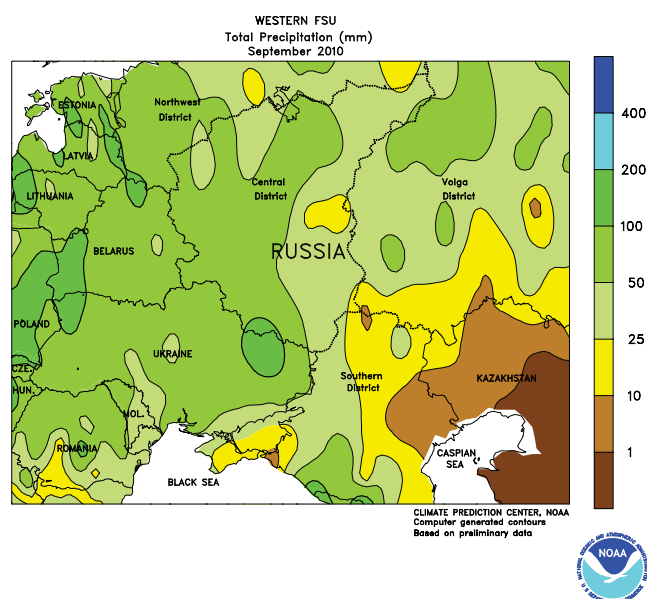 WESTERN FSU
Total Precipitation (mm)
September 2010
ESTONIA
Northwest
District
LATVIA
LITHUANIA
Central
District
Volga
District
BELARUS
RUSSIA
POLAND
UKRAINE
CZE.
HUN.
Southern
District
KAZAKHSTAN
MOL.
ROMANIA
BLACK SEA
CASPIAN
SEA
400
200
100
50
25
10
1
CLIMATE PREDICTION CENTER, NOAA
Computer generated contours
Based on preliminary data
NOAA